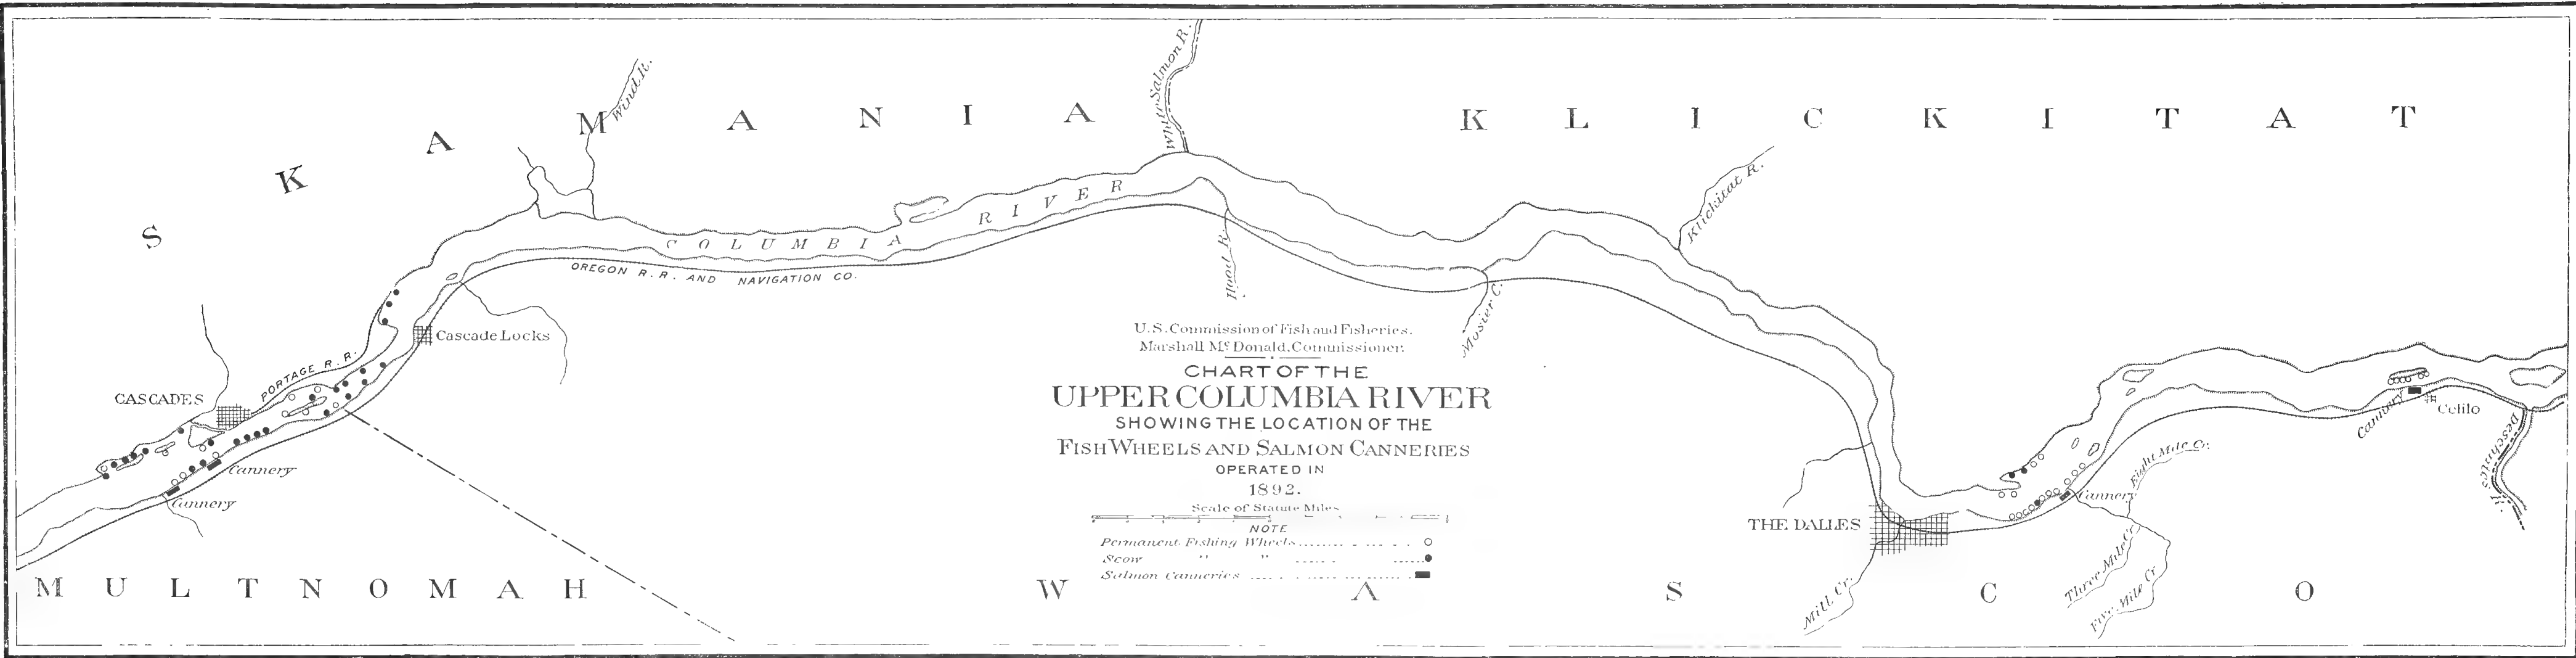 SKAMANIA
KLICKITAT
Wind R.
White Salmon R.
COLUMBIA RIVER
OREGON R. R. AND NAVIGATION CO.
Hood R.
Klickitat R.
Mosier C.
Cascade Locks
PORTAGE R. R.
CASCADES
Cannery
Cannery
U.S. Commission of Fish and Fisheries.
Marshall McDonald, Commissioner.
CHART OF THE
UPPER COLUMBIA RIVER
SHOWING THE LOCATION OF THE
FISH WHEELS AND SALMON CANNERIES
OPERATED IN
1892.
Scale of Statute Miles
NOTE
Permanent Fishing Wheels
Scow " "
Salmon Canneries
THE DALLES
Mill Cr.
Cannery
Eight Mile Cr.
Three Mile Cr.
Five Mile Cr.
Cannery
Celilo
Deschutes R.
MULTNOMAH
WASCO